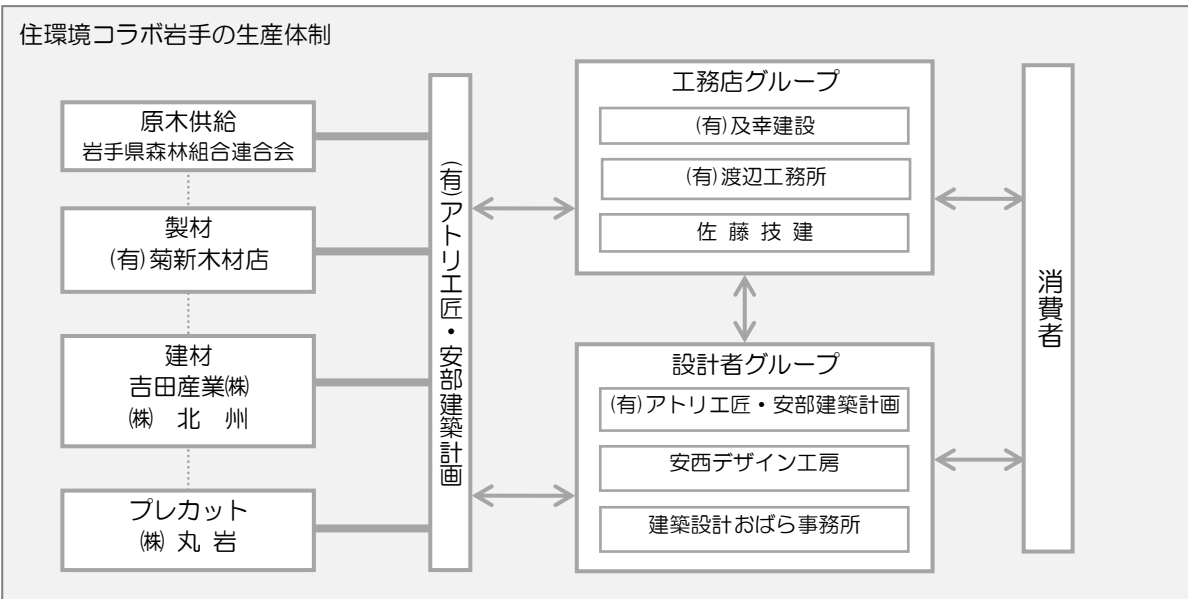 住環境コラボ岩手の生産体制
原木供給
岩手県森林組合連合会
製材
(有)菊新木材店
建材
吉田産業㈱
㈱ 北 州
プレカット
㈱ 丸 岩
(有)アトリエ匠・安部建築計画
工務店グループ
(有)及幸建設
(有)渡辺工務所
佐 藤 技 建
設計者グループ
(有)アトリエ匠・安部建築計画
安西デザイン工房
建築設計おばら事務所
消費者